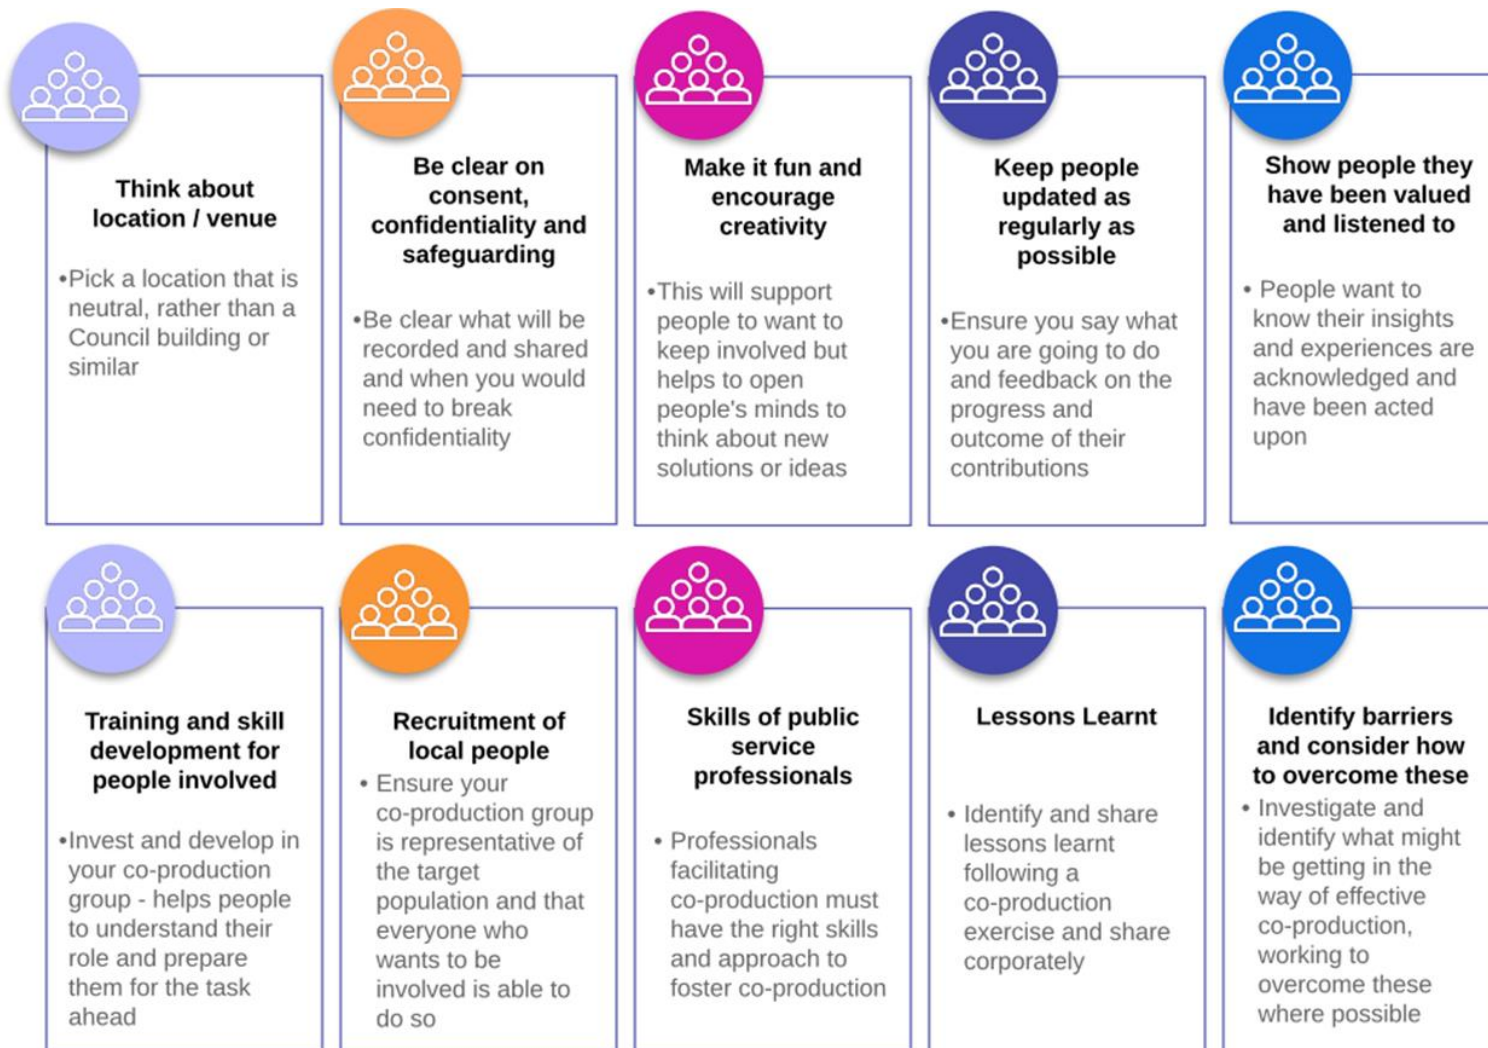 Think about
location / venue
•Pick a location that is
neutral, rather than a
Council building or
similar
Be clear on
consent,
confidentiality and
safeguarding
•Be clear what will be
recorded and shared
and when you would
need to break
confidentiality
Make it fun and
encourage
creativity
•This will support
people to want to
keep involved but
helps to open
people's minds to
think about new
solutions or ideas
Keep people
updated as
regularly as
possible
•Ensure you say what
you are going to do
and feedback on the
progress and
outcome of their
contributions
Show people they
have been valued
and listened to
• People want to
know their insights
and experiences are
acknowledged and
have been acted
upon
Training and skill
development for
people involved
•Invest and develop in
your co-production
group - helps people
to understand their
role and prepare
them for the task
ahead
Recruitment of
local people
• Ensure your
co-production group
is representative of
the target
population and that
everyone who
wants to be
involved is able to
do so
Skills of public
service
professionals
• Professionals
facilitating
co-production must
have the right skills
and approach to
foster co-production
Lessons Learnt
• Identify and share
lessons learnt
following a
co-production
exercise and share
corporately
Identify barriers
and consider how
to overcome these
• Investigate and
identify what might
be getting in the
way of effective
co-production,
working to
overcome these
where possible